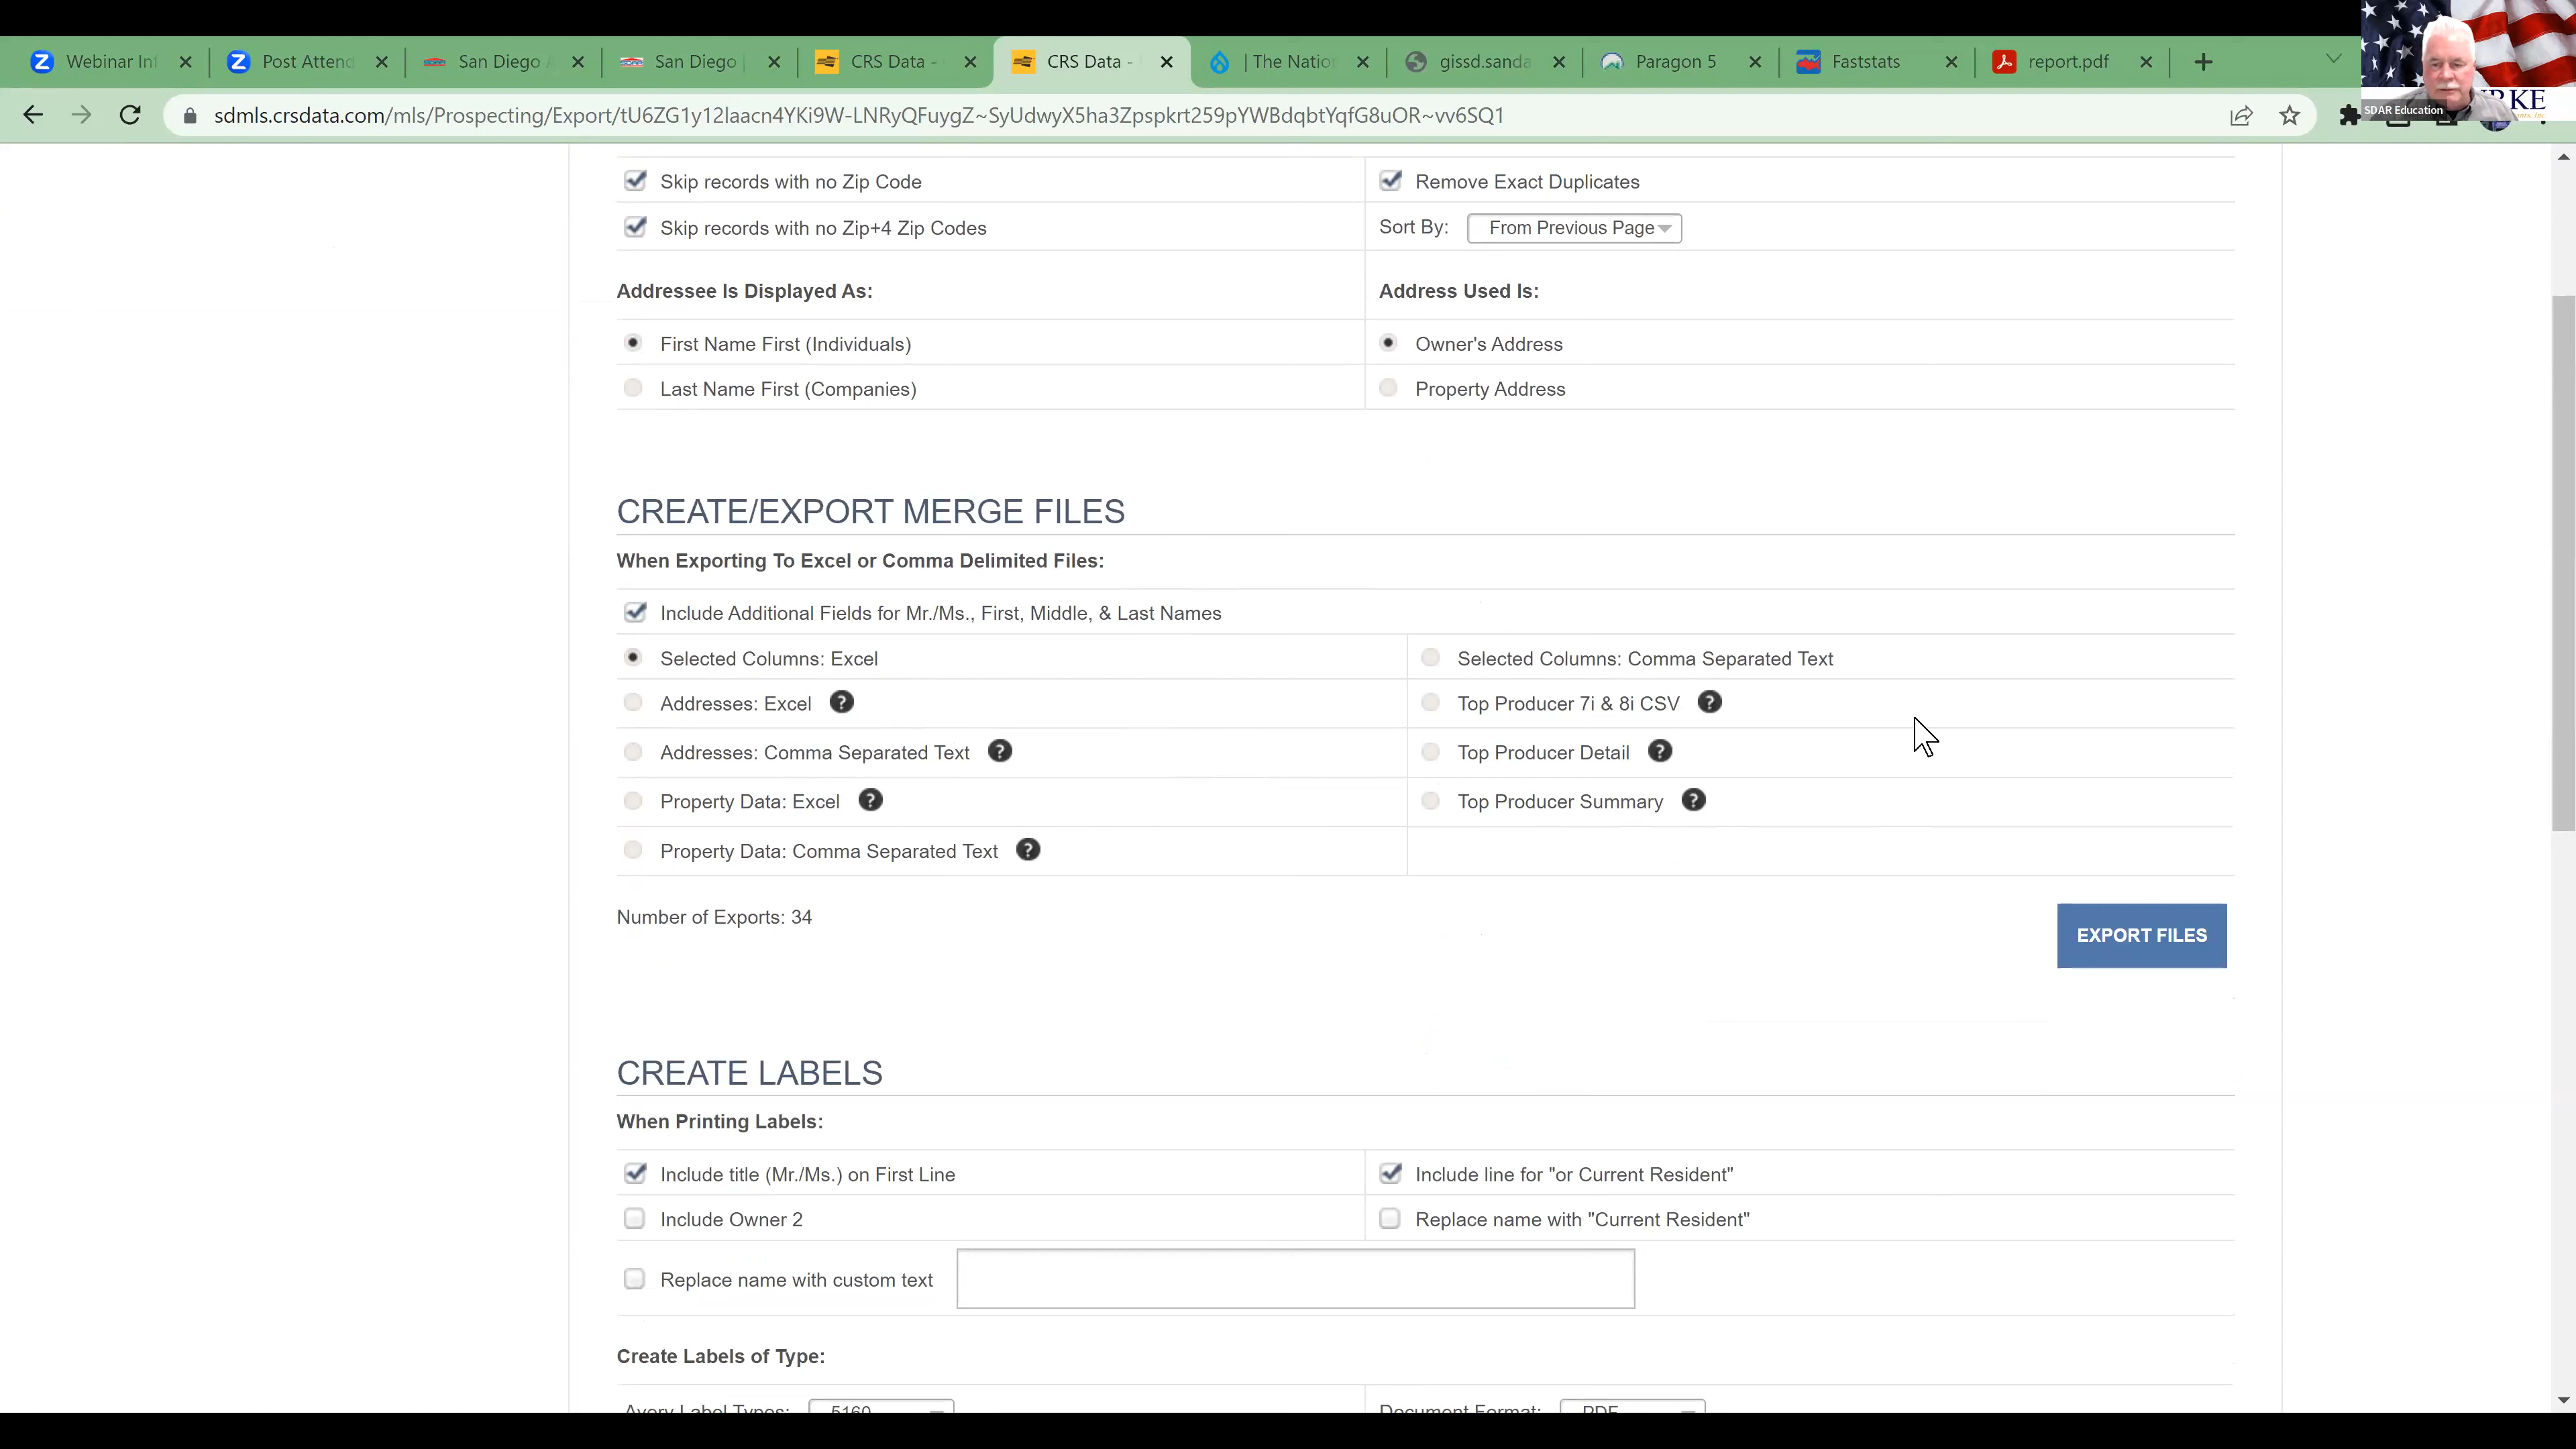 Webinar Inf
Post Attend
San Diego A
San Diego
CRS Data -
CRS Data -
| The Natio
gissd.sanda
Paragon 5
Faststats
report.pdf
sdmls.crsdata.com/mls/Prospecting/Export/tU6ZG1y12laacn4YKi9W-LNRyQFuygZ~SyUdwyX5ha3Zpspkrt259pYWBdqbtYqfG8uOR~vv6SQ1
RKE
SDAR Education
Skip records with no Zip Code
Remove Exact Duplicates
Skip records with no Zip+4 Zip Codes
Sort By: From Previous Page
Addressee Is Displayed As:
Address Used Is:
First Name First (Individuals)
Owner's Address
Last Name First (Companies)
Property Address
CREATE/EXPORT MERGE FILES
When Exporting To Excel or Comma Delimited Files:
Include Additional Fields for Mr./Ms., First, Middle, & Last Names
Selected Columns: Excel
Selected Columns: Comma Separated Text
Addresses: Excel ?
Top Producer 7i & 8i CSV ?
Addresses: Comma Separated Text ?
Top Producer Detail ?
Property Data: Excel ?
Top Producer Summary ?
Property Data: Comma Separated Text ?
Number of Exports: 34
EXPORT FILES
CREATE LABELS
When Printing Labels:
Include title (Mr./Ms.) on First Line
Include line for "or Current Resident"
Include Owner 2
Replace name with "Current Resident"
Replace name with custom text
Create Labels of Type:
Avery Label Types: 5160
Document Format: PDF